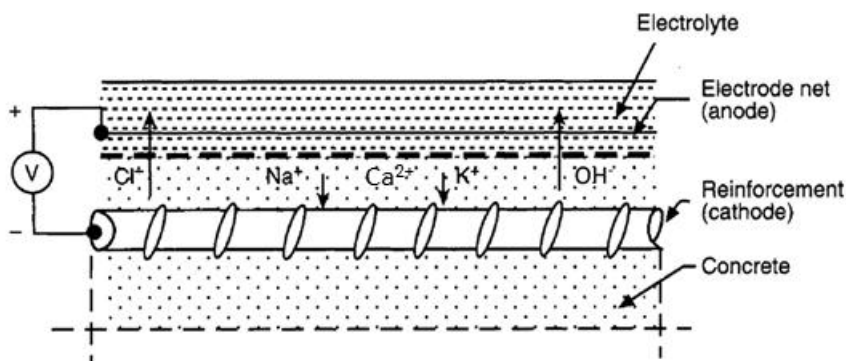 Electrolyte
Electrode net
(anode)
+
V
Cl⁻
Na⁺
Ca²⁺
K⁺
OH
Reinforcement
(cathode)
−
Concrete